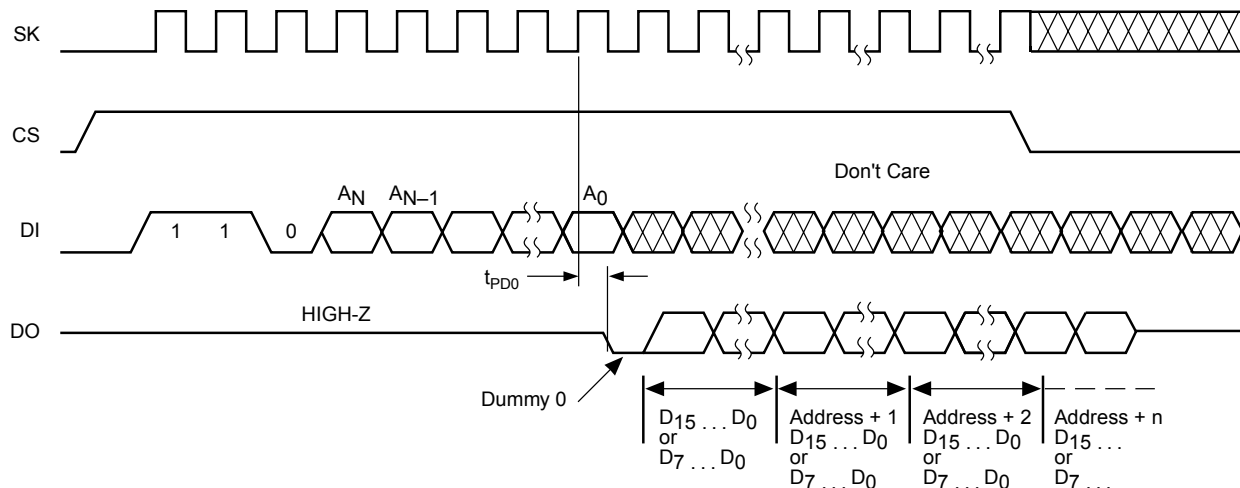 SK
CS
Don't Care
A_N A_N–1 A_0
DI
1 1 0
t_PD0
HIGH-Z
DO
Dummy 0
D_15 . . . D_0
or
D_7 . . . D_0
Address + 1
D_15 . . . D_0
or
D_7 . . . D_0
Address + 2
D_15 . . . D_0
or
D_7 . . . D_0
Address + n
D_15 . . .
or
D_7 . . .